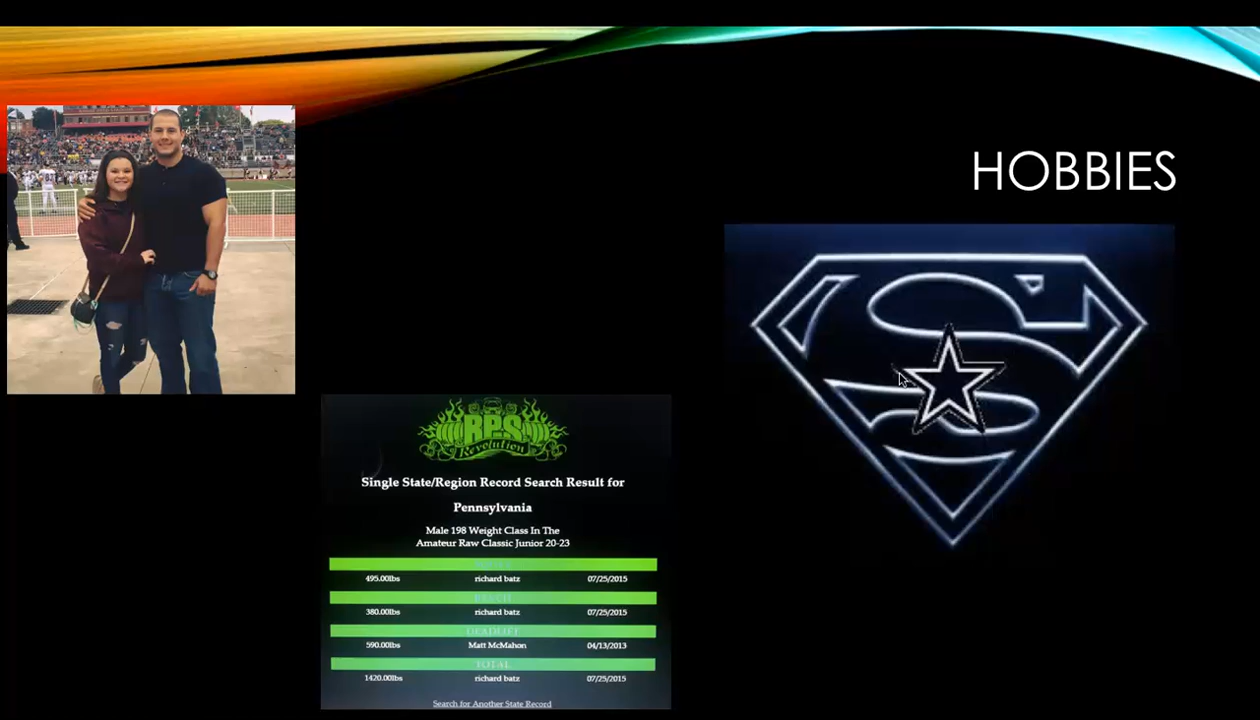 HOBBIES
RPS
Revolution
Single State/Region Record Search Result for
Pennsylvania
Male 198 Weight Class In The
Amateur Raw Classic Junior 20-23
495.00lbs richard batz 07/25/2015
BENCH
380.00lbs richard batz 07/25/2015
DEADLIFT
590.00lbs Matt McMahon 04/13/2013
TOTAL
1420.00lbs richard batz 07/25/2015
Search for Another State Record